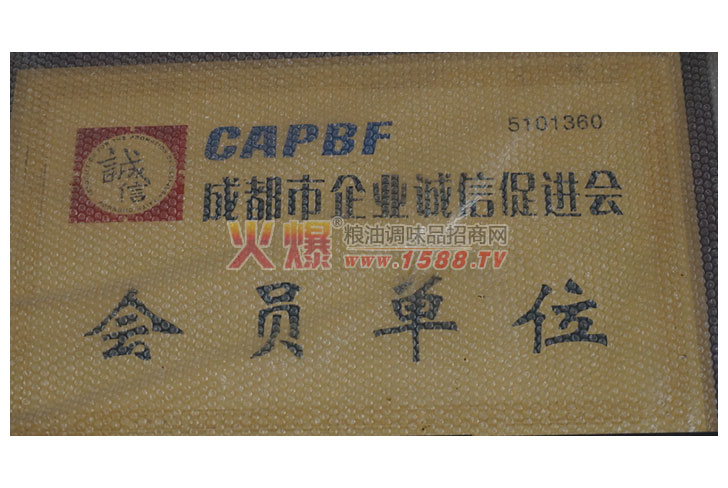 CAPBF
5101360
誠信
成都市企业诚信促进会
火爆®粮油调味品招商网
www.1588.TV
会员单位